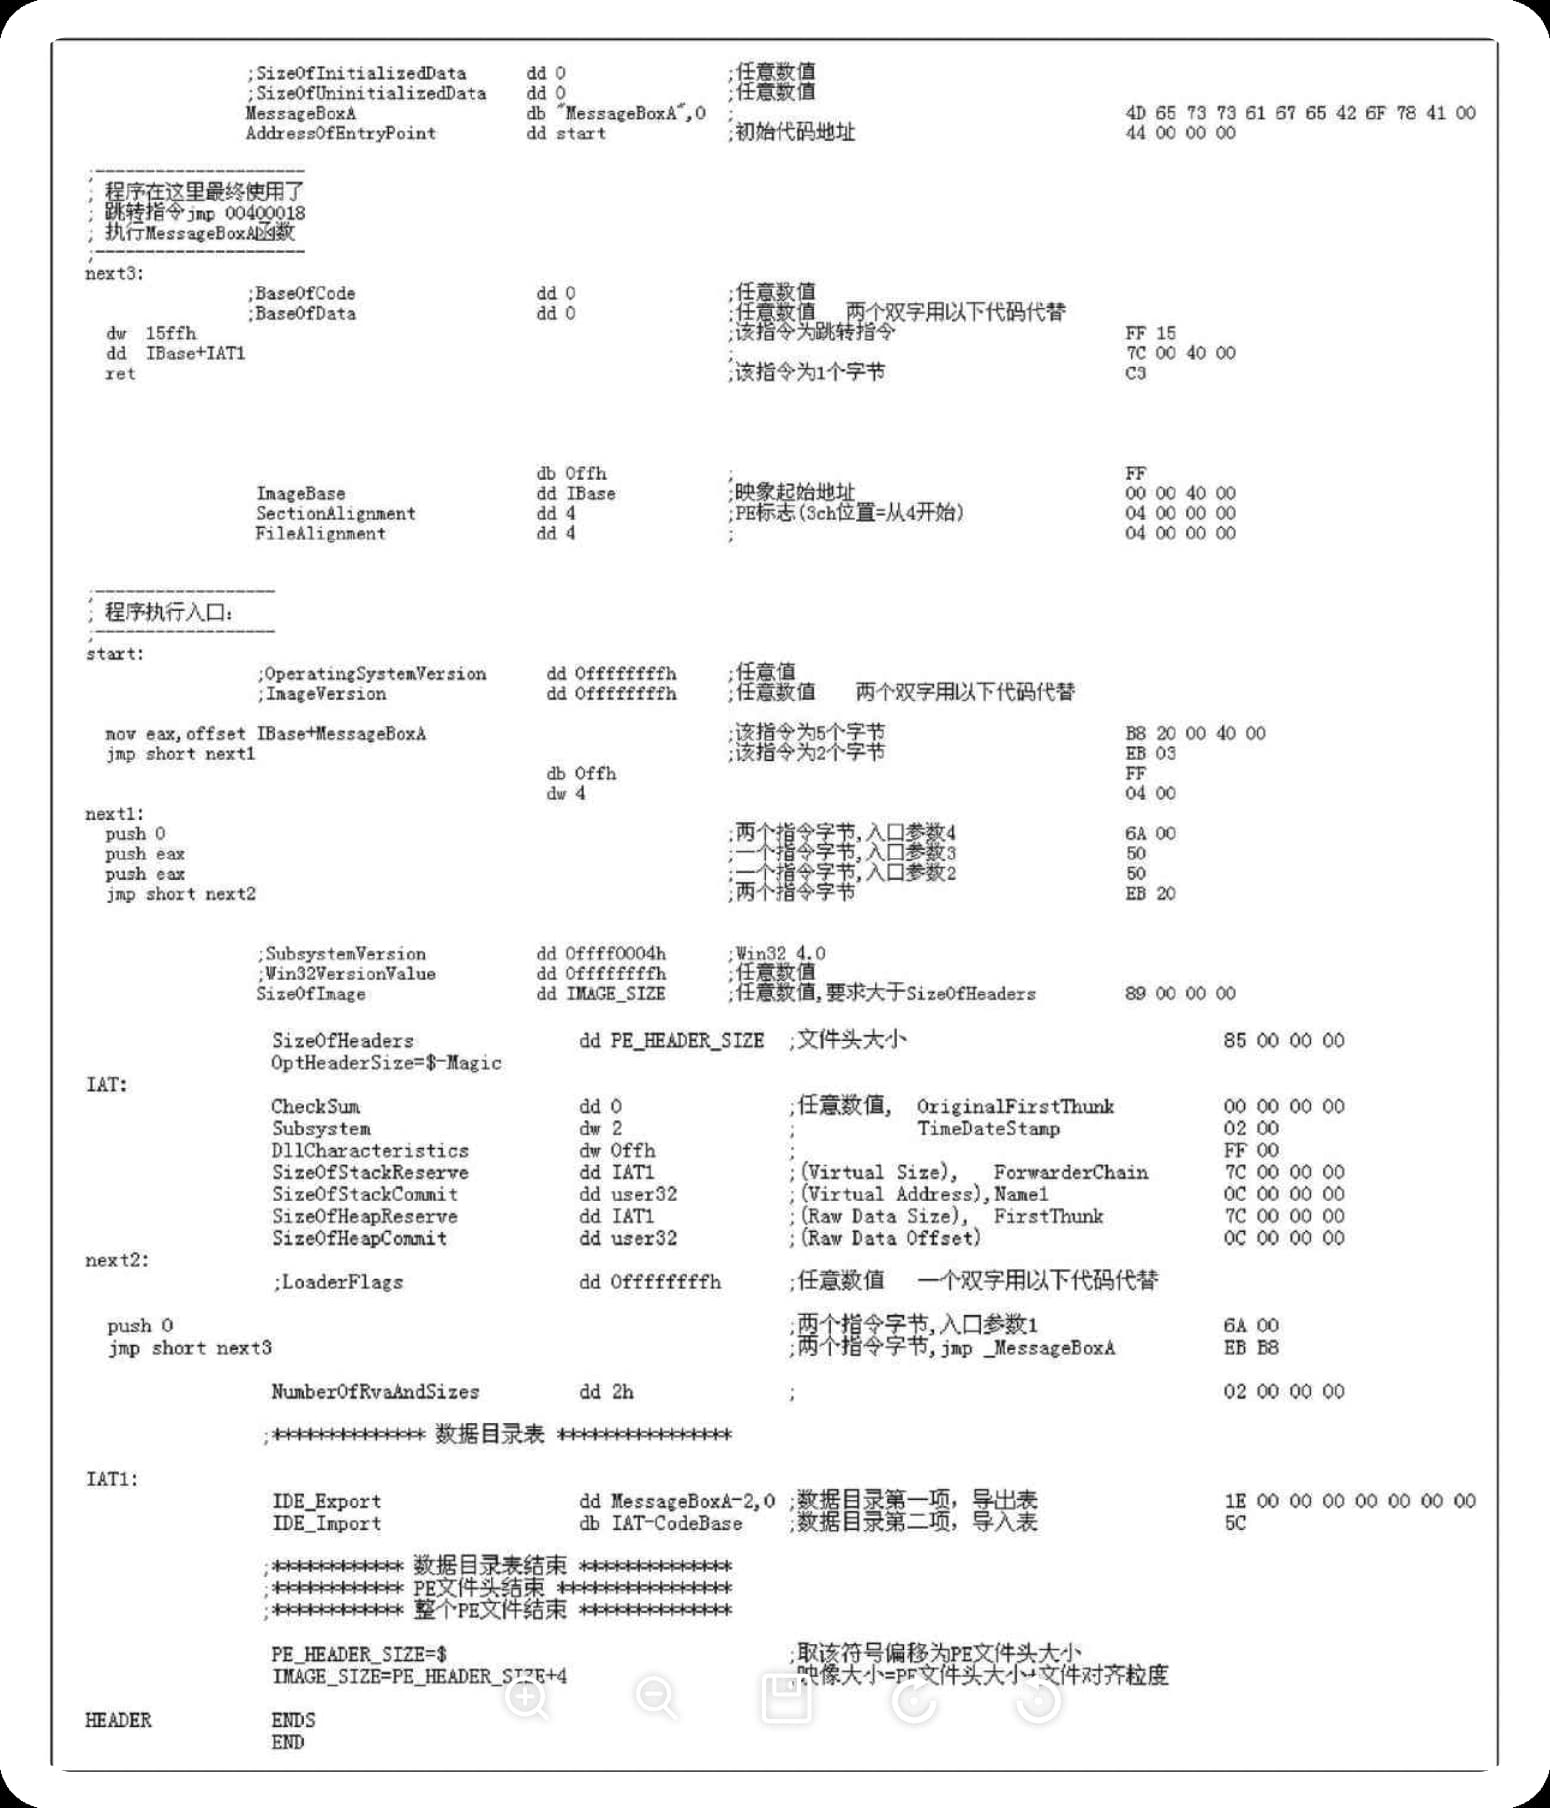 ;SizeOfInitializedData dd 0 ;任意数值
;SizeOfUninitializedData dd 0 ;任意数值
MessageBoxA db "MessageBoxA",0 ; 4D 65 73 73 61 67 65 42 6F 78 41 00
AddressOfEntryPoint dd start ;初始代码地址 44 00 00 00
;---------------------
; 程序在这里最终使用了
; 跳转指令jmp 00400018
; 执行MessageBoxA函数
;---------------------
next3:
;BaseOfCode dd 0 ;任意数值
;BaseOfData dd 0 ;任意数值 两个双字用以下代码代替
dw 15ffh ;该指令为跳转指令 FF 15
dd IBase+IAT1 ; 7C 00 40 00
ret ;该指令为1个字节 C3
db 0ffh ; FF
ImageBase dd IBase ;映象起始地址 00 00 40 00
SectionAlignment dd 4 ;PE标志(3ch位置=从4开始) 04 00 00 00
FileAlignment dd 4 ; 04 00 00 00
;------------------
; 程序执行入口:
;------------------
start:
;OperatingSystemVersion dd 0ffffffffh ;任意值
;ImageVersion dd 0ffffffffh ;任意数值 两个双字用以下代码代替
mov eax,offset IBase+MessageBoxA ;该指令为5个字节 B8 20 00 40 00
jmp short next1 ;该指令为2个字节 EB 03
db 0ffh FF
dw 4 04 00
next1:
push 0 ;两个指令字节,入口参数4 6A 00
push eax ;一个指令字节,入口参数3 50
push eax ;一个指令字节,入口参数2 50
jmp short next2 ;两个指令字节 EB 20
;SubsystemVersion dd 0ffff0004h ;Win32 4.0
;Win32VersionValue dd 0ffffffffh ;任意数值
SizeOfImage dd IMAGE_SIZE ;任意数值,要求大于SizeOfHeaders 89 00 00 00
SizeOfHeaders dd PE_HEADER_SIZE ;文件头大小 85 00 00 00
OptHeaderSize=$-Magic
IAT:
CheckSum dd 0 ;任意数值, OriginalFirstThunk 00 00 00 00
Subsystem dw 2 ; TimeDateStamp 02 00
DllCharacteristics dw 0ffh ; FF 00
SizeOfStackReserve dd IAT1 ;(Virtual Size), ForwarderChain 7C 00 00 00
SizeOfStackCommit dd user32 ;(Virtual Address),Name1 0C 00 00 00
SizeOfHeapReserve dd IAT1 ;(Raw Data Size), FirstThunk 7C 00 00 00
SizeOfHeapCommit dd user32 ;(Raw Data Offset) 0C 00 00 00
next2:
;LoaderFlags dd 0ffffffffh ;任意数值 一个双字用以下代码代替
push 0 ;两个指令字节,入口参数1 6A 00
jmp short next3 ;两个指令字节,jmp _MessageBoxA EB B8
NumberOfRvaAndSizes dd 2h ; 02 00 00 00
;************** 数据目录表 ****************
IAT1:
IDE_Export dd MessageBoxA-2,0 ;数据目录第一项，导出表 1E 00 00 00 00 00 00 00
IDE_Import db IAT-CodeBase ;数据目录第二项，导入表 5C
;************ 数据目录表结束 **************
;************ PE文件头结束 ****************
;************ 整个PE文件结束 **************
PE_HEADER_SIZE=$ ;取该符号偏移为PE文件头大小
IMAGE_SIZE=PE_HEADER_SIZE+4 ;映像大小=PE文件头大小+文件对齐粒度
HEADER ENDS
END